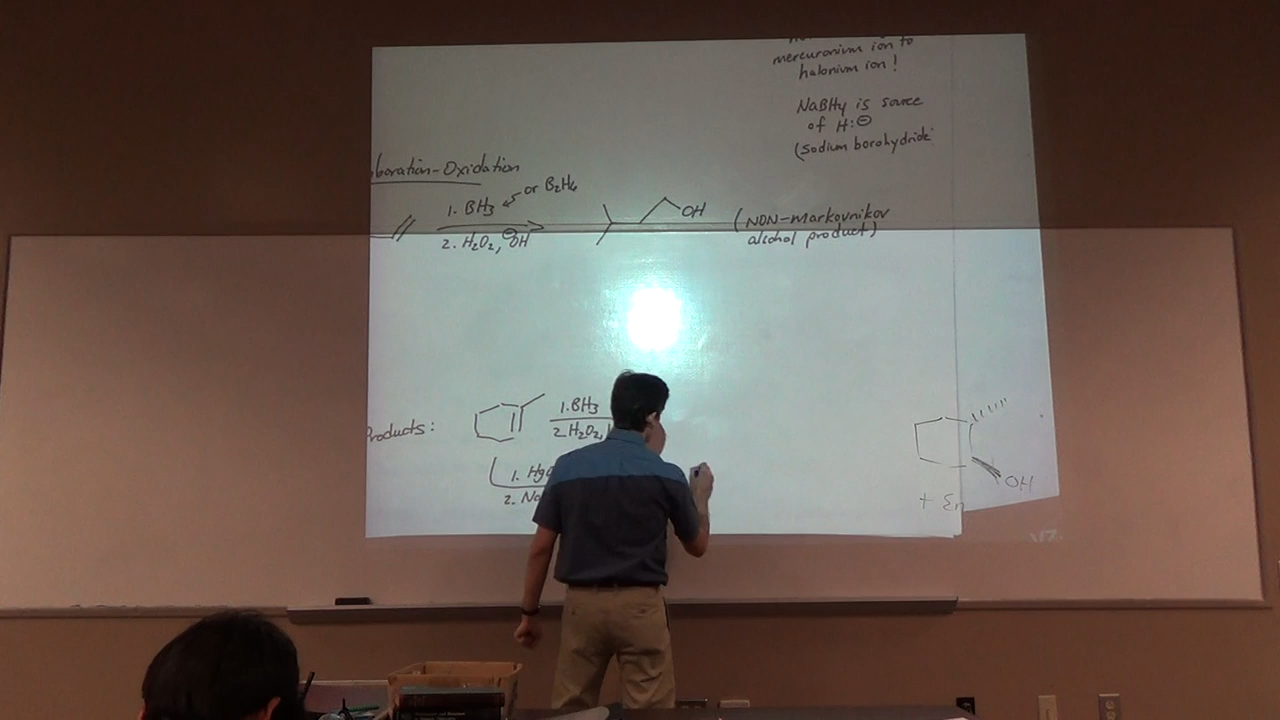 mercuronium ion to
halonium ion!
NaBH4 is source
of H:⊖
(sodium borohydride
boration-Oxidation
1. BH3 or B2H6
2. H2O2, ⊖OH
OH
(NON-markovnikov
alcohol product)
Products:
1. BH3
2. H2O2,
1. Hg
2. Na
OH
+ En